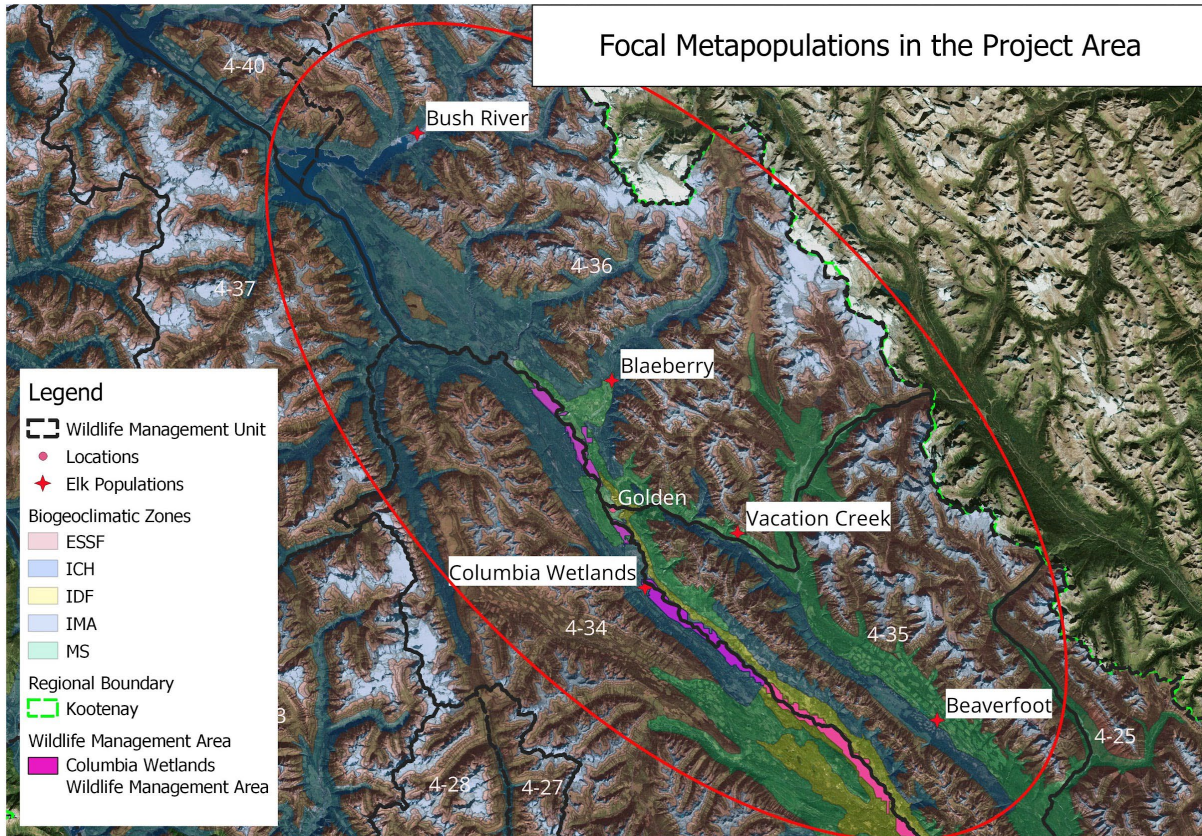 Focal Metapopulations in the Project Area
4-40
Bush River
4-36
4-37
Blaeberry
Legend
Wildlife Management Unit
Locations
Elk Populations
Biogeoclimatic Zones
ESSF
ICH
IDF
IMA
MS
Regional Boundary
Kootenay
Wildlife Management Area
Columbia Wetlands
Wildlife Management Area
Golden
Vacation Creek
Columbia Wetlands
4-34
4-35
Beaverfoot
4-25
3
4-28
4-27